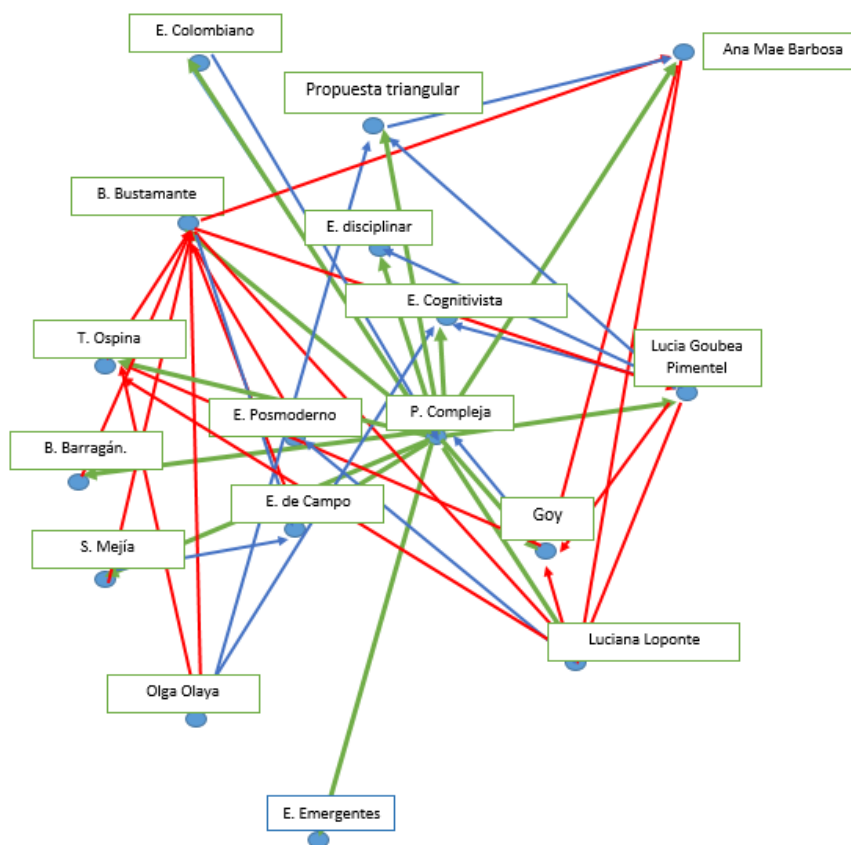 E. Colombiano
Ana Mae Barbosa
Propuesta triangular
B. Bustamante
E. disciplinar
E. Cognitivista
T. Ospina
Lucia Goubea
Pimentel
E. Posmoderno
P. Compleja
B. Barragán.
E. de Campo
Goy
S. Mejía
Luciana Loponte
Olga Olaya
E. Emergentes